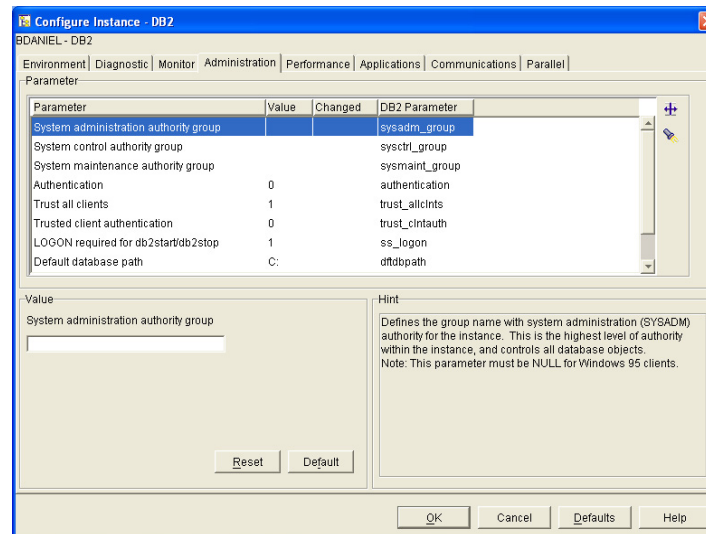 Configure Instance - DB2
BDANIEL - DB2
Environment Diagnostic Monitor Administration Performance Applications Communications Parallel
Parameter
Parameter Value Changed DB2 Parameter
System administration authority group sysadm_group
System control authority group sysctrl_group
System maintenance authority group sysmaint_group
Authentication 0 authentication
Trust all clients 1 trust_allclnts
Trusted client authentication 0 trust_clntauth
LOGON required for db2start/db2stop 1 ss_logon
Default database path C: dftdbpath
Value
System administration authority group
Reset Default
Hint
Defines the group name with system administration (SYSADM)
authority for the instance. This is the highest level of authority
within the instance, and controls all database objects.
Note: This parameter must be NULL for Windows 95 clients.
OK Cancel Defaults Help